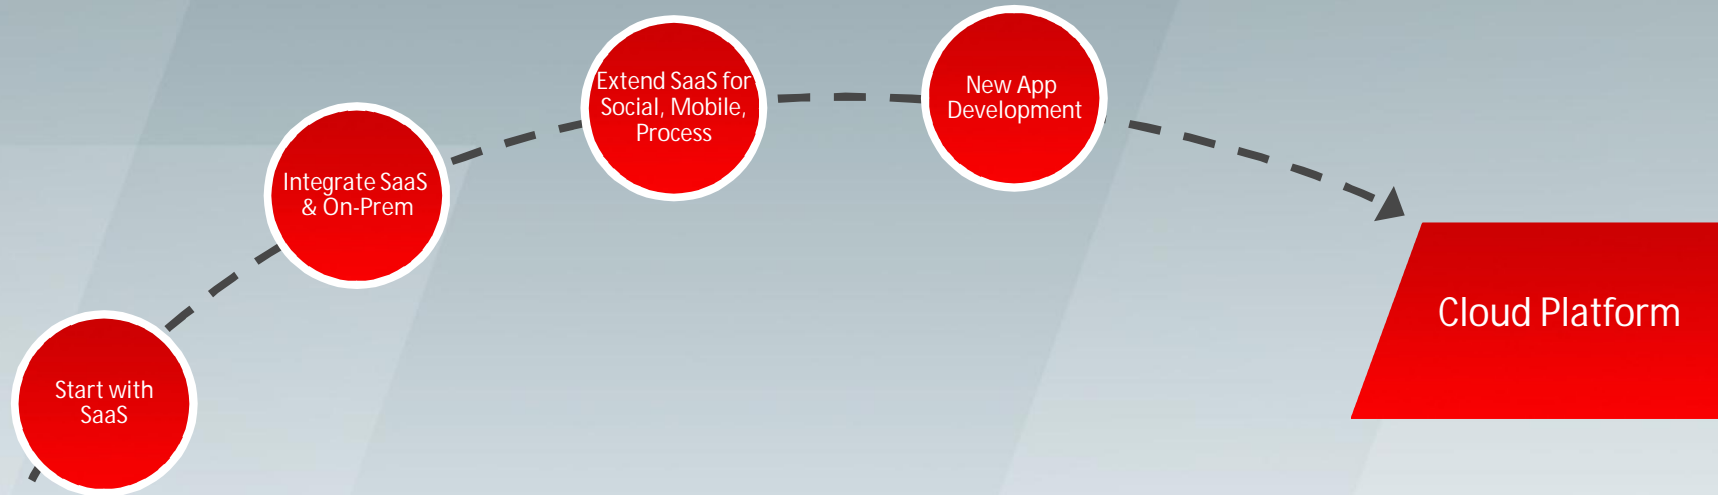 Start with
SaaS
Integrate SaaS
& On-Prem
Extend SaaS for
Social, Mobile,
Process
New App
Development
Cloud Platform